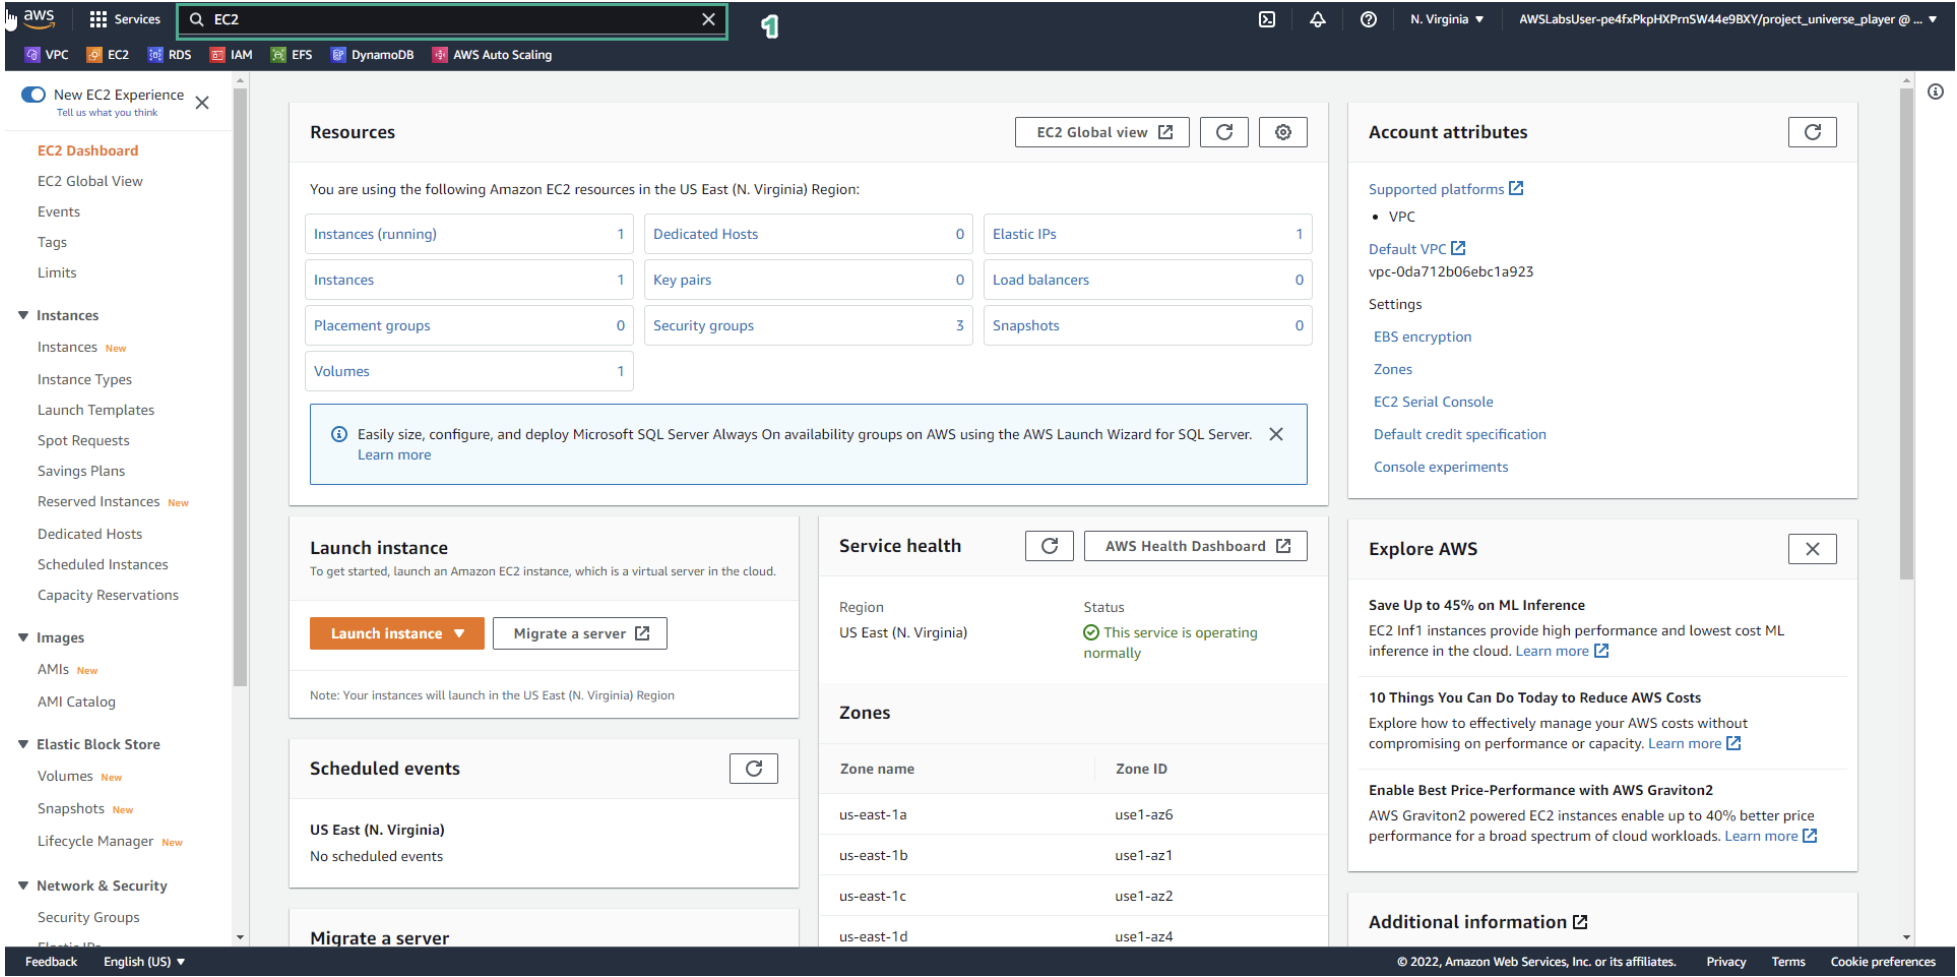 aws
Services
EC2
1
N. Virginia
AWSLabsUser-pe4fxPkpHXPrnSW44e9BXY/project_universe_player @ ...
VPC
EC2
RDS
IAM
EFS
DynamoDB
AWS Auto Scaling
New EC2 Experience
Tell us what you think
EC2 Dashboard
EC2 Global View
Events
Tags
Limits
Instances
Instances New
Instance Types
Launch Templates
Spot Requests
Savings Plans
Reserved Instances New
Dedicated Hosts
Scheduled Instances
Capacity Reservations
Images
AMIs New
AMI Catalog
Elastic Block Store
Volumes New
Snapshots New
Lifecycle Manager New
Network & Security
Security Groups
Elastic IPs
Resources
EC2 Global view
You are using the following Amazon EC2 resources in the US East (N. Virginia) Region:
Instances (running) 1
Dedicated Hosts 0
Elastic IPs 1
Instances 1
Key pairs 0
Load balancers 0
Placement groups 0
Security groups 3
Snapshots 0
Volumes 1
Easily size, configure, and deploy Microsoft SQL Server Always On availability groups on AWS using the AWS Launch Wizard for SQL Server.
Learn more
Launch instance
To get started, launch an Amazon EC2 instance, which is a virtual server in the cloud.
Launch instance
Migrate a server
Note: Your instances will launch in the US East (N. Virginia) Region
Scheduled events
US East (N. Virginia)
No scheduled events
Migrate a server
Service health
AWS Health Dashboard
Region
US East (N. Virginia)
Status
This service is operating
normally
Zones
Zone name Zone ID
us-east-1a use1-az6
us-east-1b use1-az1
us-east-1c use1-az2
us-east-1d use1-az4
Account attributes
Supported platforms
• VPC
Default VPC
vpc-0da712b06ebc1a923
Settings
EBS encryption
Zones
EC2 Serial Console
Default credit specification
Console experiments
Explore AWS
Save Up to 45% on ML Inference
EC2 Inf1 instances provide high performance and lowest cost ML
inference in the cloud. Learn more
10 Things You Can Do Today to Reduce AWS Costs
Explore how to effectively manage your AWS costs without
compromising on performance or capacity. Learn more
Enable Best Price-Performance with AWS Graviton2
AWS Graviton2 powered EC2 instances enable up to 40% better price
performance for a broad spectrum of cloud workloads. Learn more
Additional information
Feedback
English (US)
© 2022, Amazon Web Services, Inc. or its affiliates.
Privacy
Terms
Cookie preferences